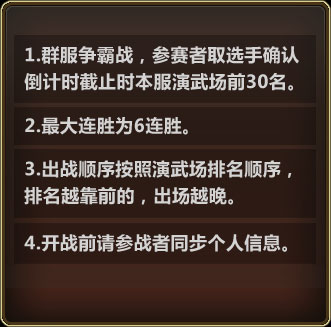 1.群服争霸战，参赛者取选手确认
倒计时截止时本服演武场前30名。
2.最大连胜为6连胜。
3.出战顺序按照演武场排名顺序，
排名越靠前的，出场越晚。
4.开战前请参战者同步个人信息。